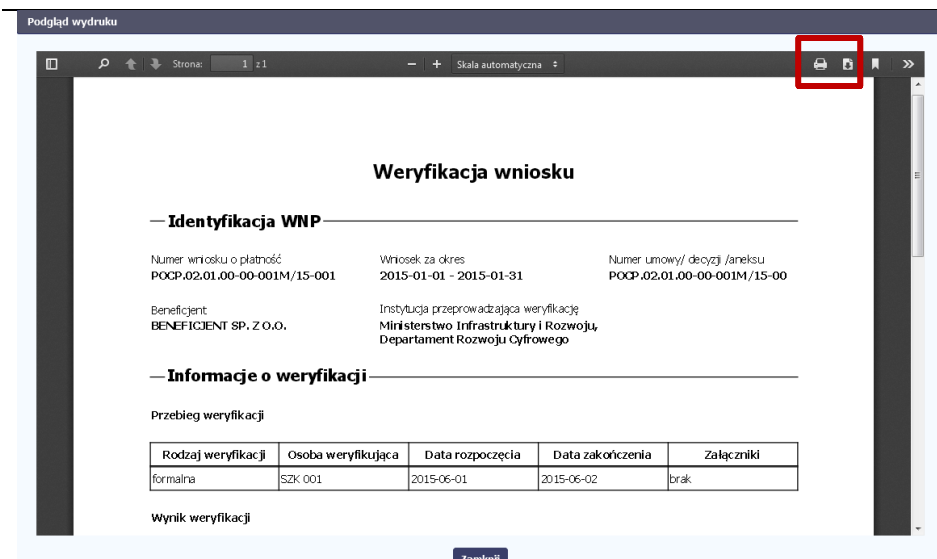 Podgląd wydruku
Strona: 1 z 1 Skala automatyczna
Weryfikacja wniosku
Identyfikacja WNP
Numer wniosku o płatność Wniosek za okres Numer umowy/ decyzji /aneksu
POCP.02.01.00-00-001M/15-001 2015-01-01 - 2015-01-31 POCP.02.01.00-00-001M/15-00
Beneficjent Instytucja przeprowadzająca weryfikację
BENEFICJENT SP. Z O.O. Ministerstwo Infrastruktury i Rozwoju,
Departament Rozwoju Cyfrowego
Informacje o weryfikacji
Przebieg weryfikacji
Rodzaj weryfikacji Osoba weryfikująca Data rozpoczęcia Data zakończenia Załączniki
formalna SZK 001 2015-06-01 2015-06-02 brak
Wynik weryfikacji
Zamknij